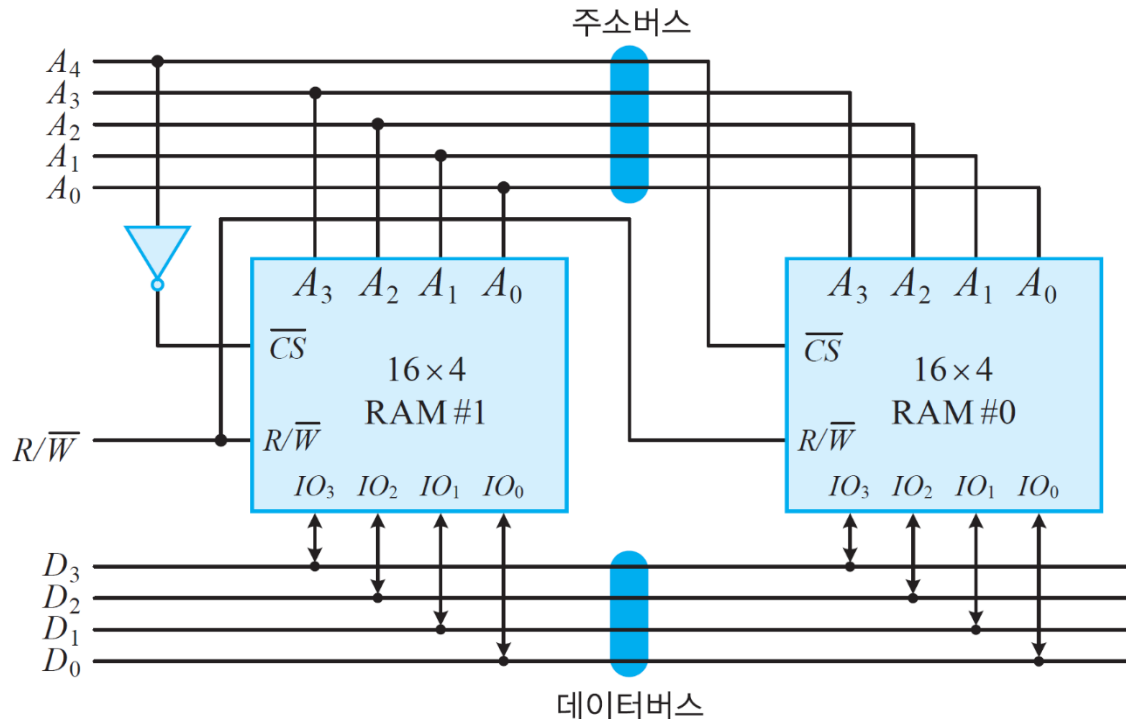 주소버스
A₄
A₃
A₂
A₁
A₀
A₃ A₂ A₁ A₀
C̅S̅
16×4
RAM #1
R/W̅
IO₃ IO₂ IO₁ IO₀
A₃ A₂ A₁ A₀
C̅S̅
16×4
RAM #0
R/W̅
IO₃ IO₂ IO₁ IO₀
R/W̅
D₃
D₂
D₁
D₀
데이터버스